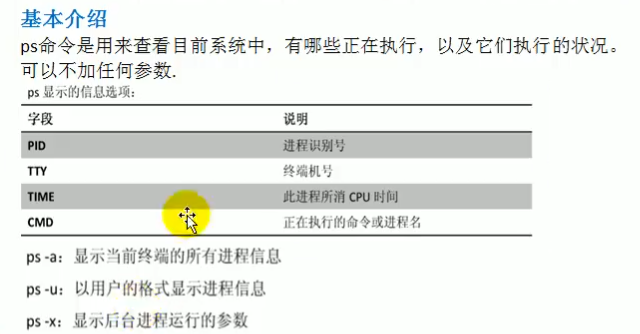 基本介绍
ps命令是用来查看目前系统中，有哪些正在执行，以及它们执行的状况。
可以不加任何参数.
ps 显示的信息选项：
字段 说明
PID 进程识别号
TTY 终端机号
TIME 此进程所消 CPU 时间
CMD 正在执行的命令或进程名
ps -a：显示当前终端的所有进程信息
ps -u：以用户的格式显示进程信息
ps -x：显示后台进程运行的参数